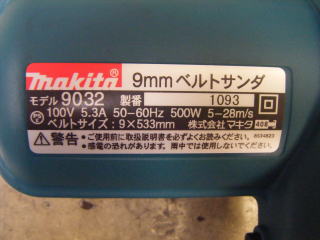 makita® 9mmベルトサンダ
モデル 9032 製番 1093
100V 5.3A 50-60Hz 500W 5-28m/s
ベルトサイズ：9×533mm 株式会社マキタ 408
⚠警告 ●ご使用前に取扱説明書を必ずよくお読みください。
●感電の恐れがあります。雨中では使用しないでください。